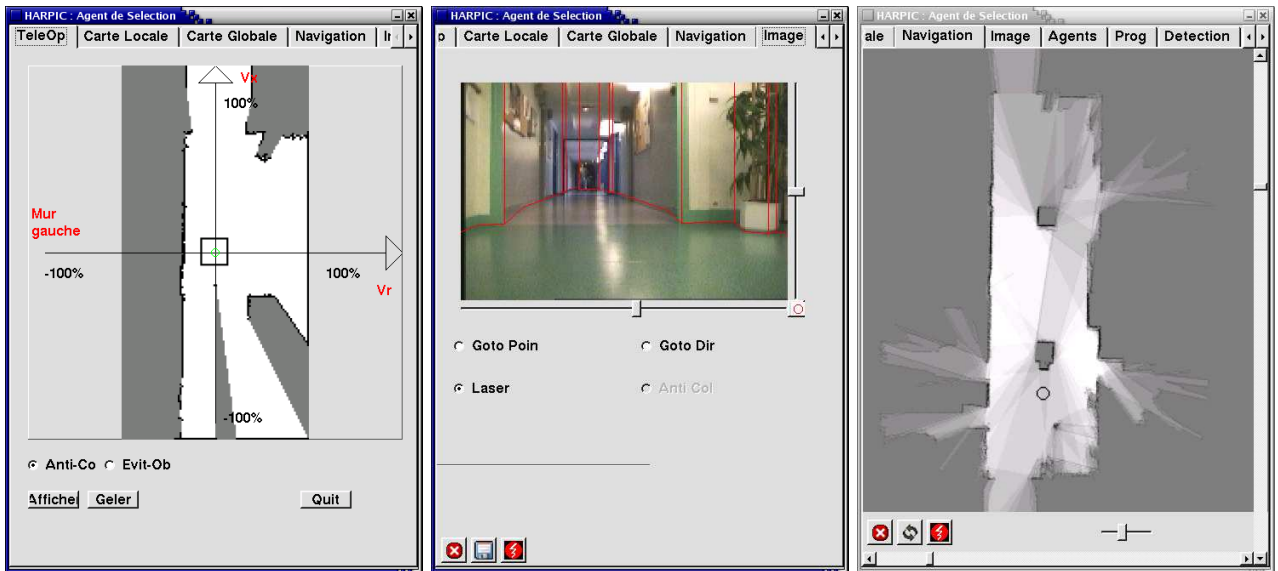 HARPIC : Agent de Selection
TeleOp Carte Locale Carte Globale Navigation
Vx
100%
Mur
gauche
-100%
100%
Vr
-100%
Anti-Co Evit-Ob
Affichel Geler Quit
HARPIC : Agent de Selection
Carte Locale Carte Globale Navigation Image
Goto Poin Goto Dir
Laser Anti Col
HARPIC : Agent de Selection
ale Navigation Image Agents Prog Detection